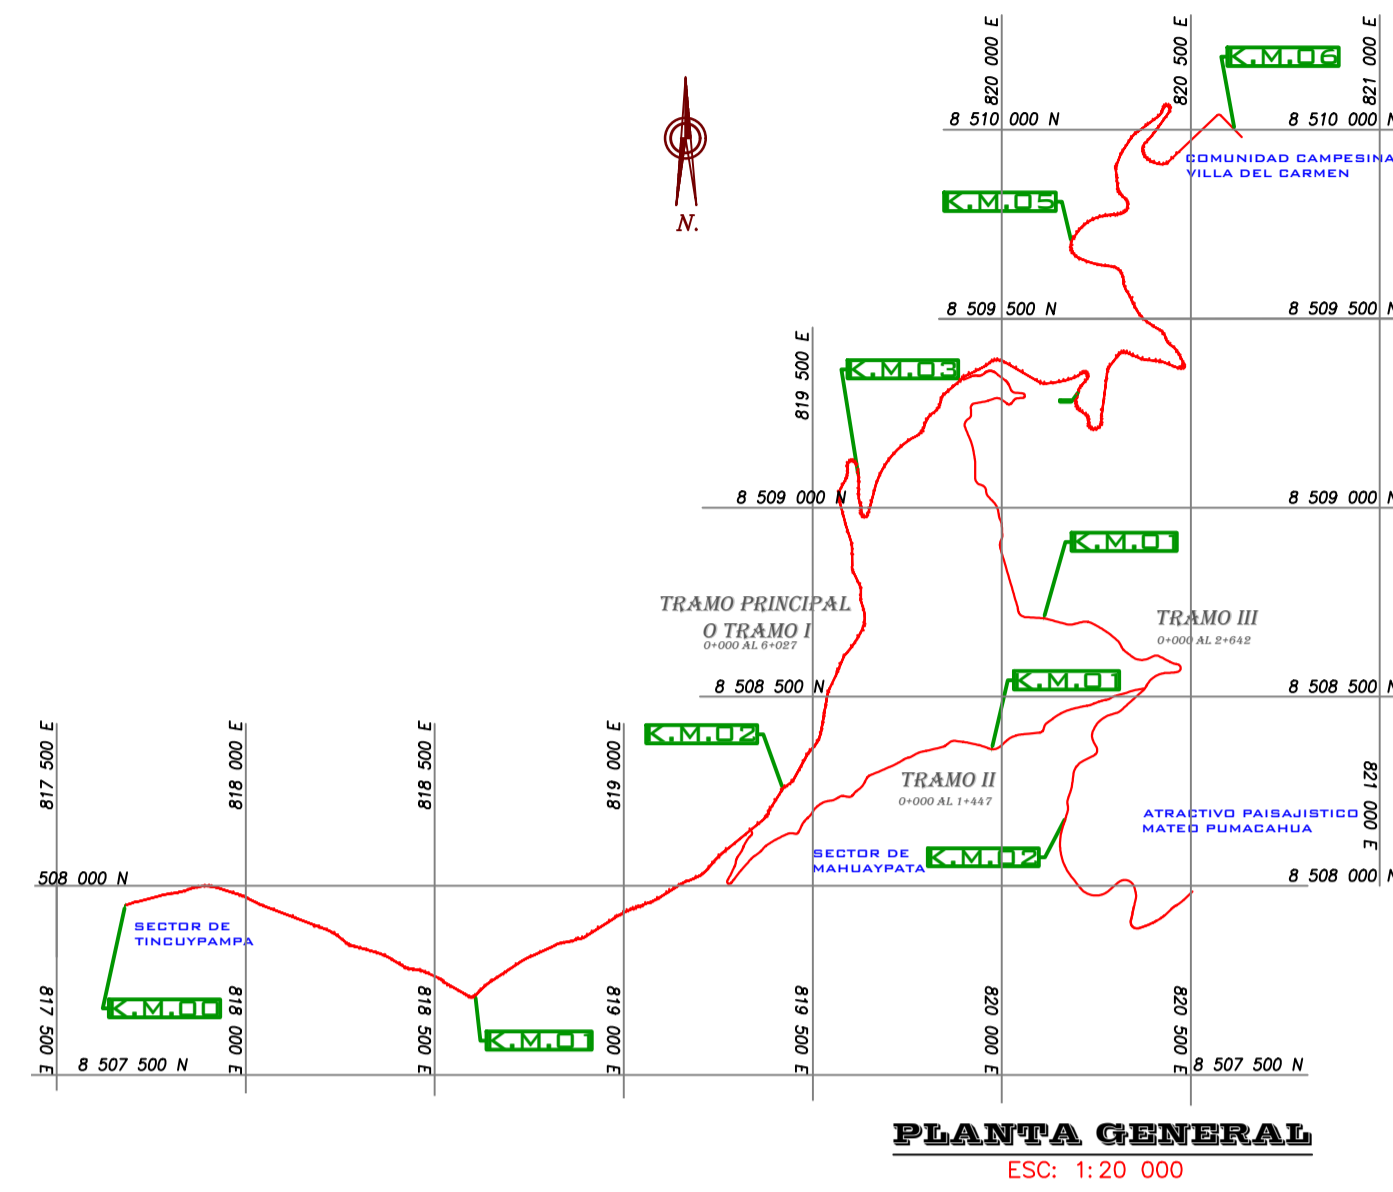 820 000 E
820 500 E
821 000 E
K.M.06
8 510 000 N
8 510 000 N
COMUNIDAD CAMPESINA
VILLA DEL CARMEN
K.M.05
N.
8 509 500 N
8 509 500 N
819 500 E
K.M.03
8 509 000 N
8 509 000 N
K.M.01
TRAMO PRINCIPAL
O TRAMO I
0+000 AL 6+027
TRAMO III
0+000 AL 2+642
K.M.01
8 508 500 N
8 508 500 N
817 500 E
818 000 E
818 500 E
819 000 E
K.M.02
TRAMO II
0+000 AL 1+447
821 000 E
ATRACTIVO PAISAJISTICO
MATEO PUMACAHUA
SECTOR DE
MAHUAYPATA
K.M.02
508 000 N
8 508 000 N
SECTOR DE
TINCUYPAMPA
K.M.00
K.M.01
817 500 E
818 000 E
818 500 E
819 000 E
819 500 E
820 000 E
820 500 E
8 507 500 N
8 507 500 N
PLANTA GENERAL
ESC: 1:20 000